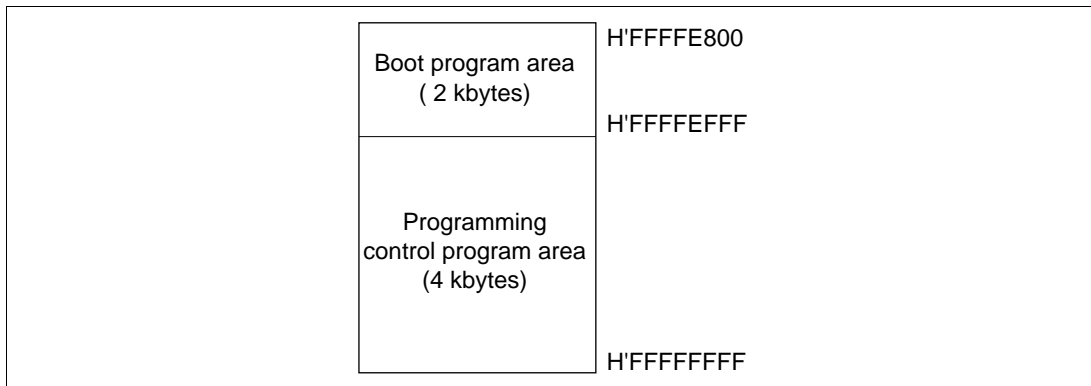 H'FFFFE800
Boot program area
( 2 kbytes)
H'FFFFEFFF
Programming
control program area
(4 kbytes)
H'FFFFFFFF